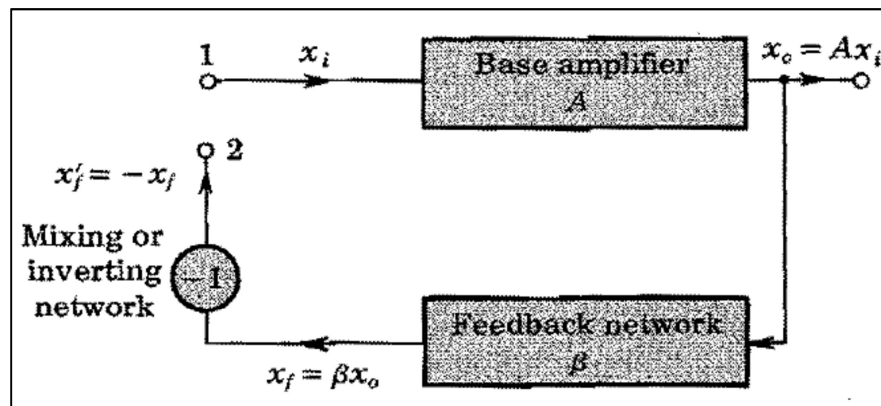 1
x_i
Base amplifier
A
x_o = Ax_i
2
x'_f = −x_f
Mixing or
inverting
network
−1
Feedback network
β
x_f = βx_o